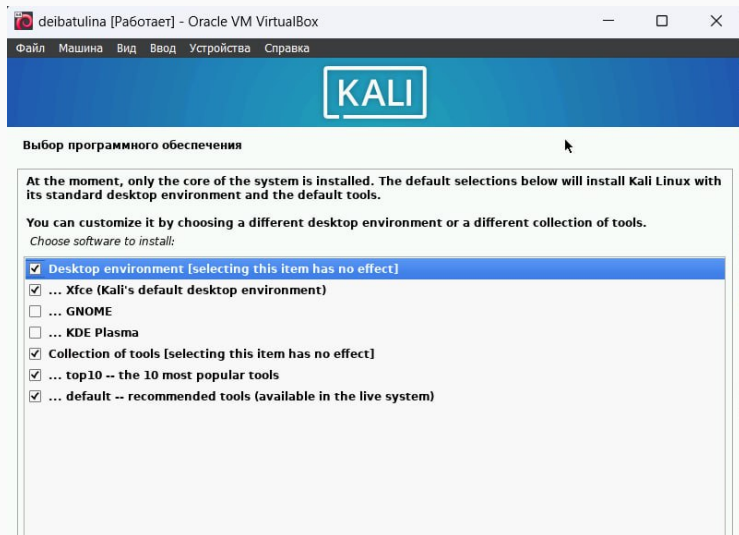 deibatulina [Работает] - Oracle VM VirtualBox
Файл Машина Вид Ввод Устройства Справка
KALI
Выбор программного обеспечения
At the moment, only the core of the system is installed. The default selections below will install Kali Linux with
its standard desktop environment and the default tools.
You can customize it by choosing a different desktop environment or a different collection of tools.
Choose software to install:
Desktop environment [selecting this item has no effect]
... Xfce (Kali's default desktop environment)
... GNOME
... KDE Plasma
Collection of tools [selecting this item has no effect]
... top10 -- the 10 most popular tools
... default -- recommended tools (available in the live system)